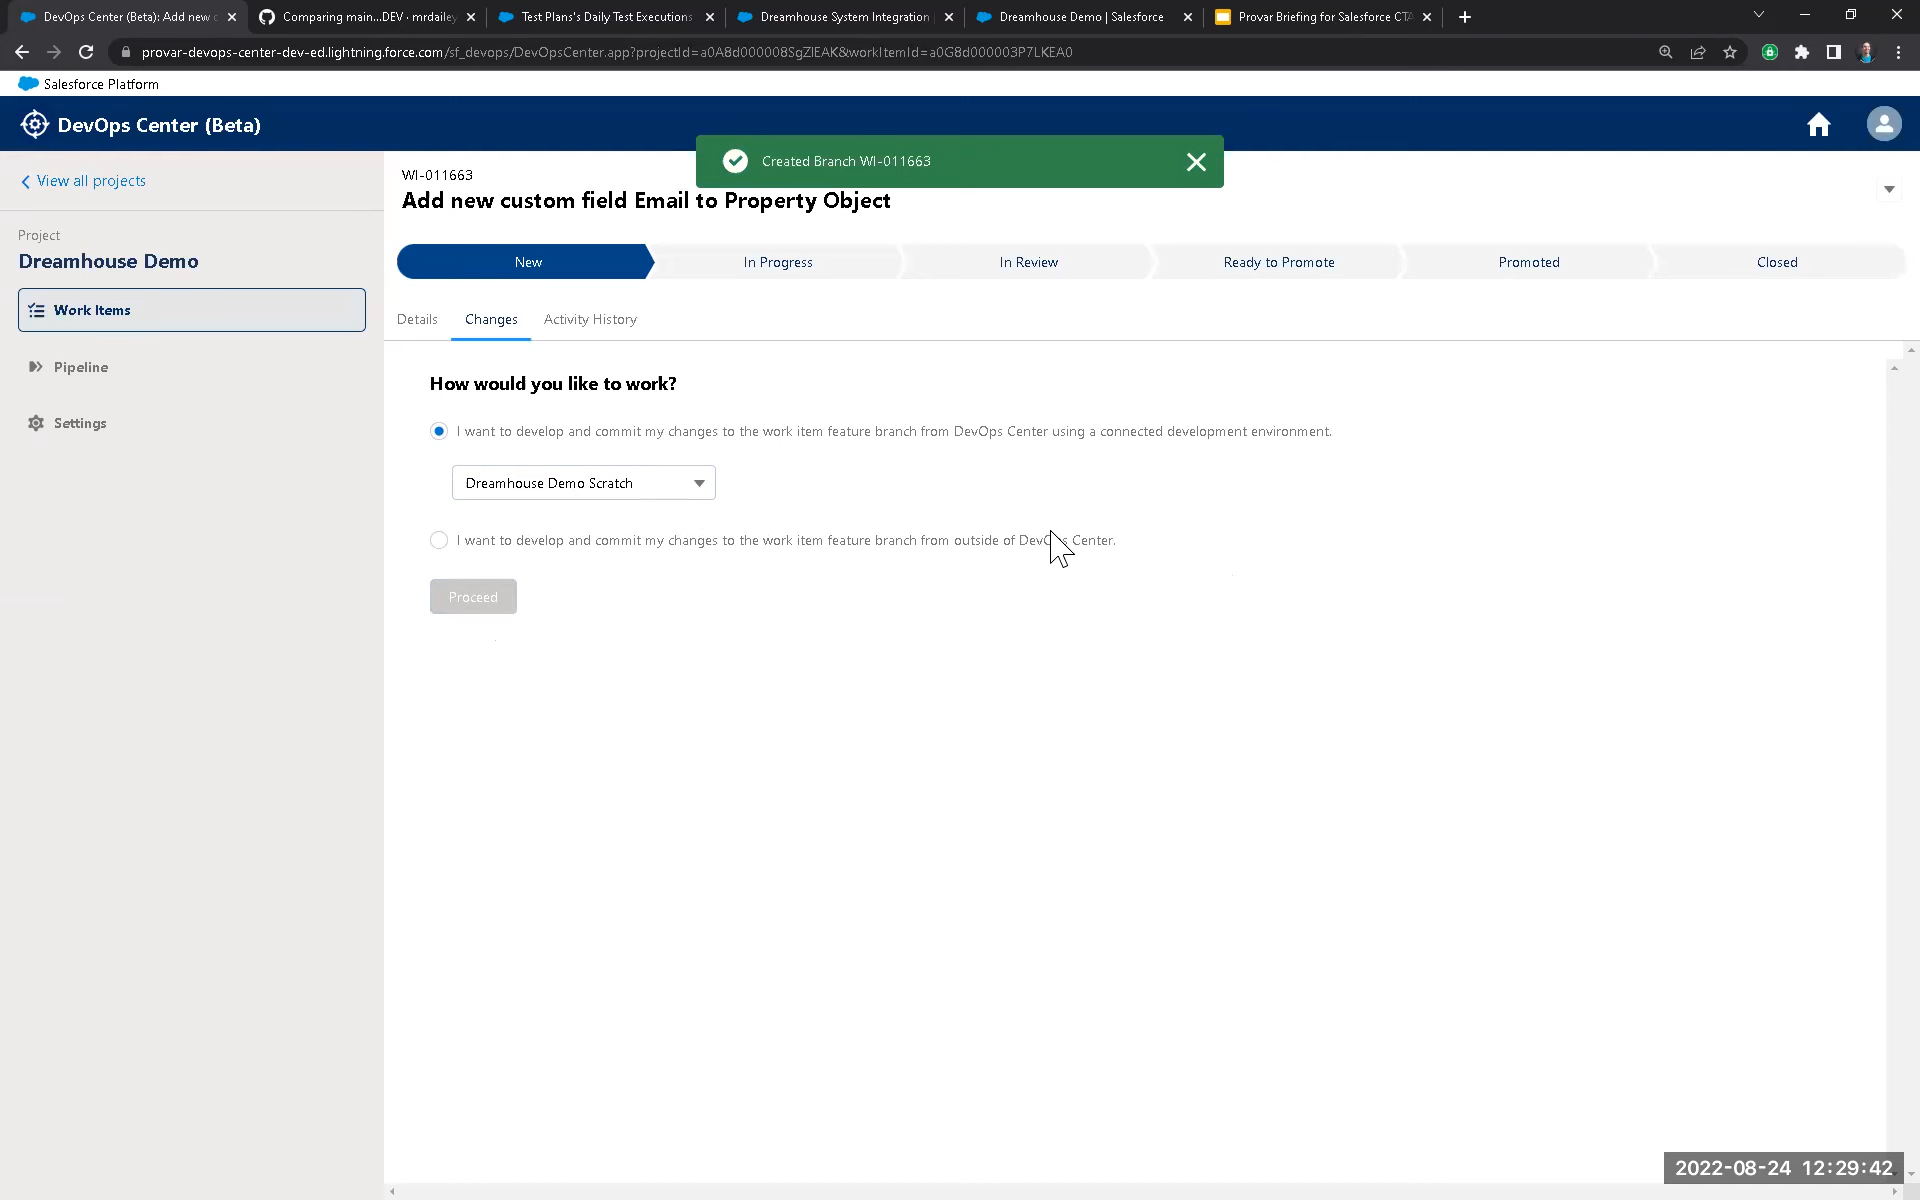 DevOps Center (Beta): Add new c
Comparing main...DEV · mrdailey
Test Plans's Daily Test Executions
Dreamhouse System Integration
Dreamhouse Demo | Salesforce
Provar Briefing for Salesforce CTA
provar-devops-center-dev-ed.lightning.force.com/sf_devops/DevOpsCenter.app?projectId=a0A8d000008SgZIEAK&workItemId=a0G8d000003P7LKEA0
Salesforce Platform
DevOps Center (Beta)
Created Branch WI-011663
View all projects
WI-011663
Add new custom field Email to Property Object
Project
Dreamhouse Demo
New
In Progress
In Review
Ready to Promote
Promoted
Closed
Work Items
Pipeline
Settings
Details
Changes
Activity History
How would you like to work?
I want to develop and commit my changes to the work item feature branch from DevOps Center using a connected development environment.
Dreamhouse Demo Scratch
I want to develop and commit my changes to the work item feature branch from outside of DevOps Center.
Proceed
2022-08-24 12:29:42